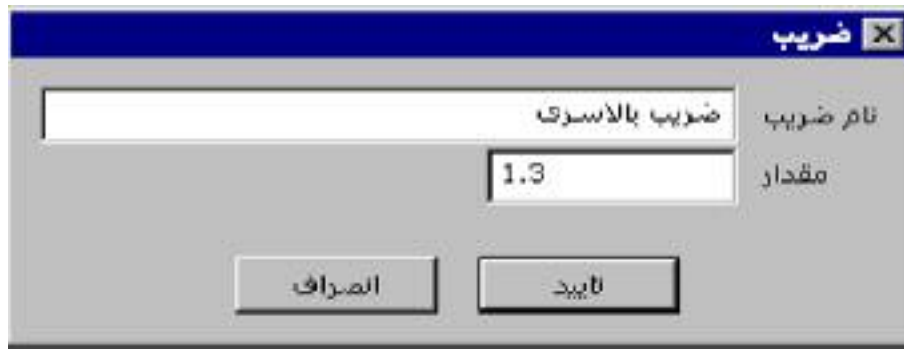 ضریب
نام ضریب ضریب بالاسری
مقدار 1.3
تایید انصراف